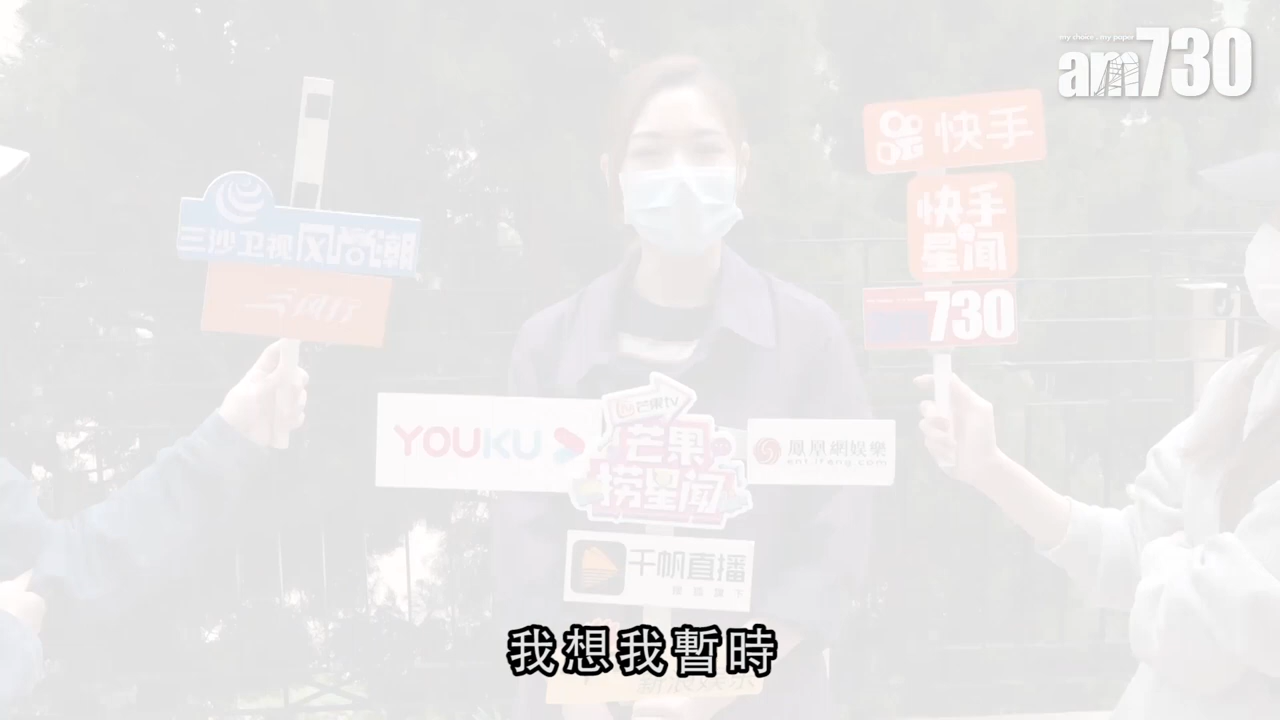 my choice . my paper
am730
快手
快手
星闻
三沙卫视风尚潮
730
芒果tv
YOUKU
芒果
捞星闻
鳳凰網娛樂
ent.ifeng.com
千帆直播
我想我暫時